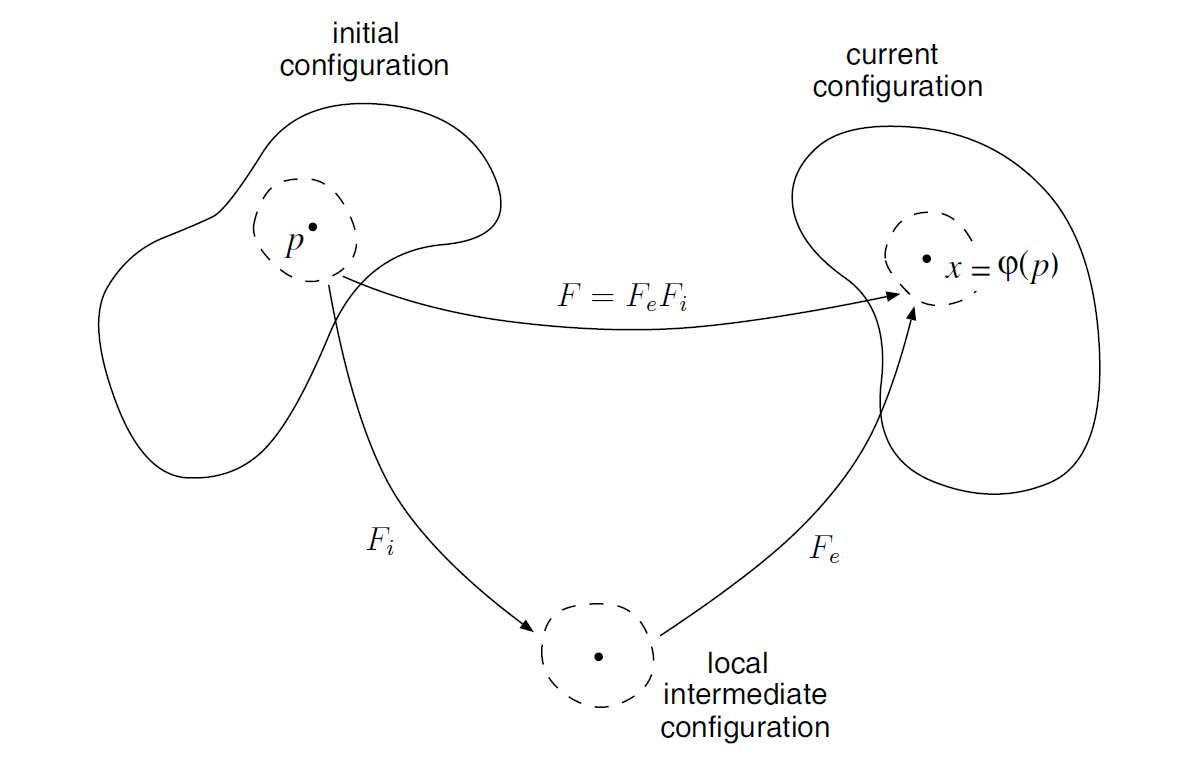 initial
configuration
current
configuration
p
x = φ(p)
F = FₑFᵢ
Fᵢ
Fₑ
local
intermediate
configuration